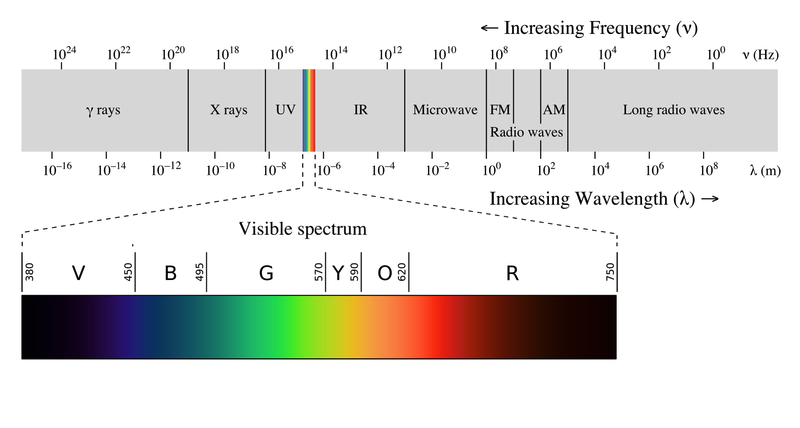 ← Increasing Frequency (ν)
10²⁴ 10²² 10²⁰ 10¹⁸ 10¹⁶ 10¹⁴ 10¹² 10¹⁰ 10⁸ 10⁶ 10⁴ 10² 10⁰ ν (Hz)
γ rays X rays UV IR Microwave FM AM Long radio waves
Radio waves
10⁻¹⁶ 10⁻¹⁴ 10⁻¹² 10⁻¹⁰ 10⁻⁸ 10⁻⁶ 10⁻⁴ 10⁻² 10⁰ 10² 10⁴ 10⁶ 10⁸ λ (m)
Increasing Wavelength (λ) →
Visible spectrum
380 V 450 B 495 G 570 Y 590 O 620 R 750